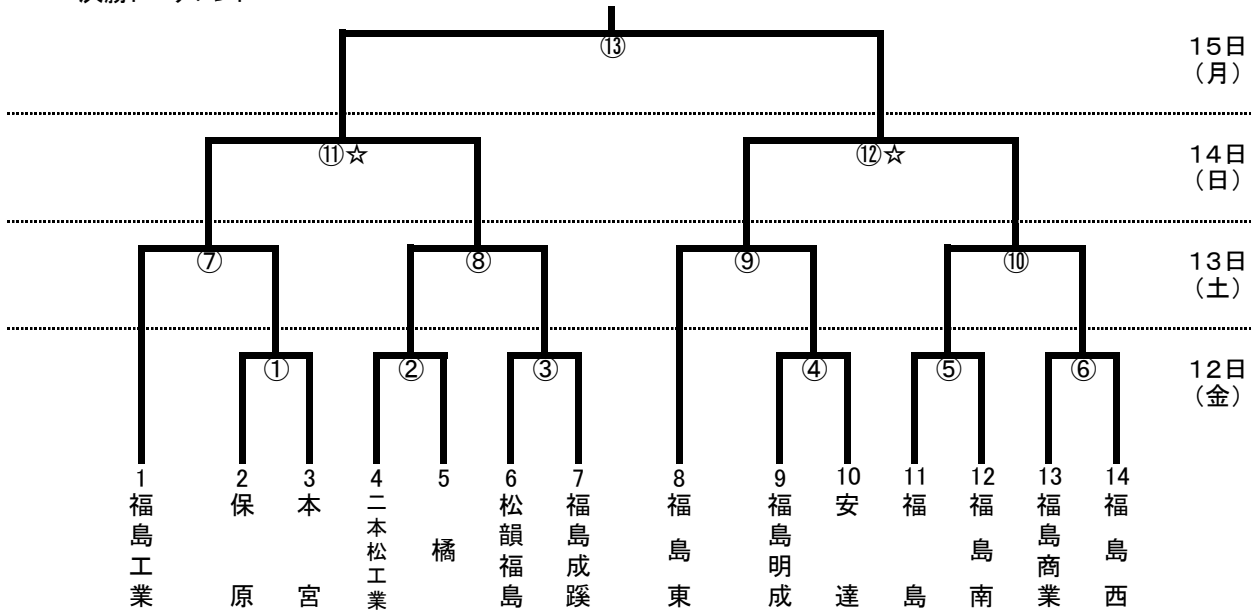 ⑬
15日
（月）
⑪☆
⑫☆
14日
（日）
⑦
⑧
⑨
⑩
13日
（土）
①
②
③
④
⑤
⑥
12日
（金）
1
2
3
4
5
6
7
8
9
10
11
12
13
14
福島工業
保原
本宮
二本松工業
橘
松韻福島
福島成蹊
福島東
福島明成
安達
福島
福島南
福島商業
福島西